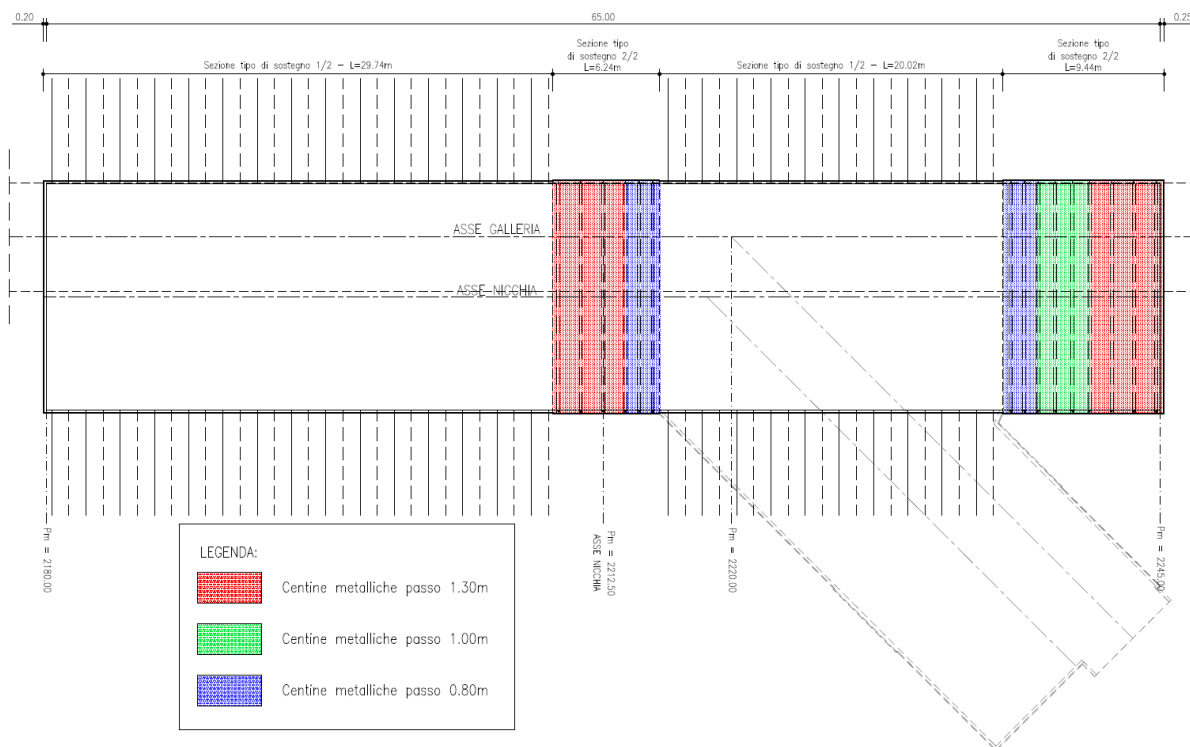 0.20
65.00
0.25
Sezione tipo
di sostegno 2/2
L=6.24m
Sezione tipo
di sostegno 2/2
L=9.44m
Sezione tipo di sostegno 1/2 - L=29.74m
Sezione tipo di sostegno 1/2 - L=20.02m
ASSE GALLERIA
ASSE NICCHIA
Pm = 2180.00
Pm = 2212.50
ASSE NICCHIA
Pm = 2220.00
Pm = 2245.00
LEGENDA:
Centine metalliche passo 1.30m
Centine metalliche passo 1.00m
Centine metalliche passo 0.80m